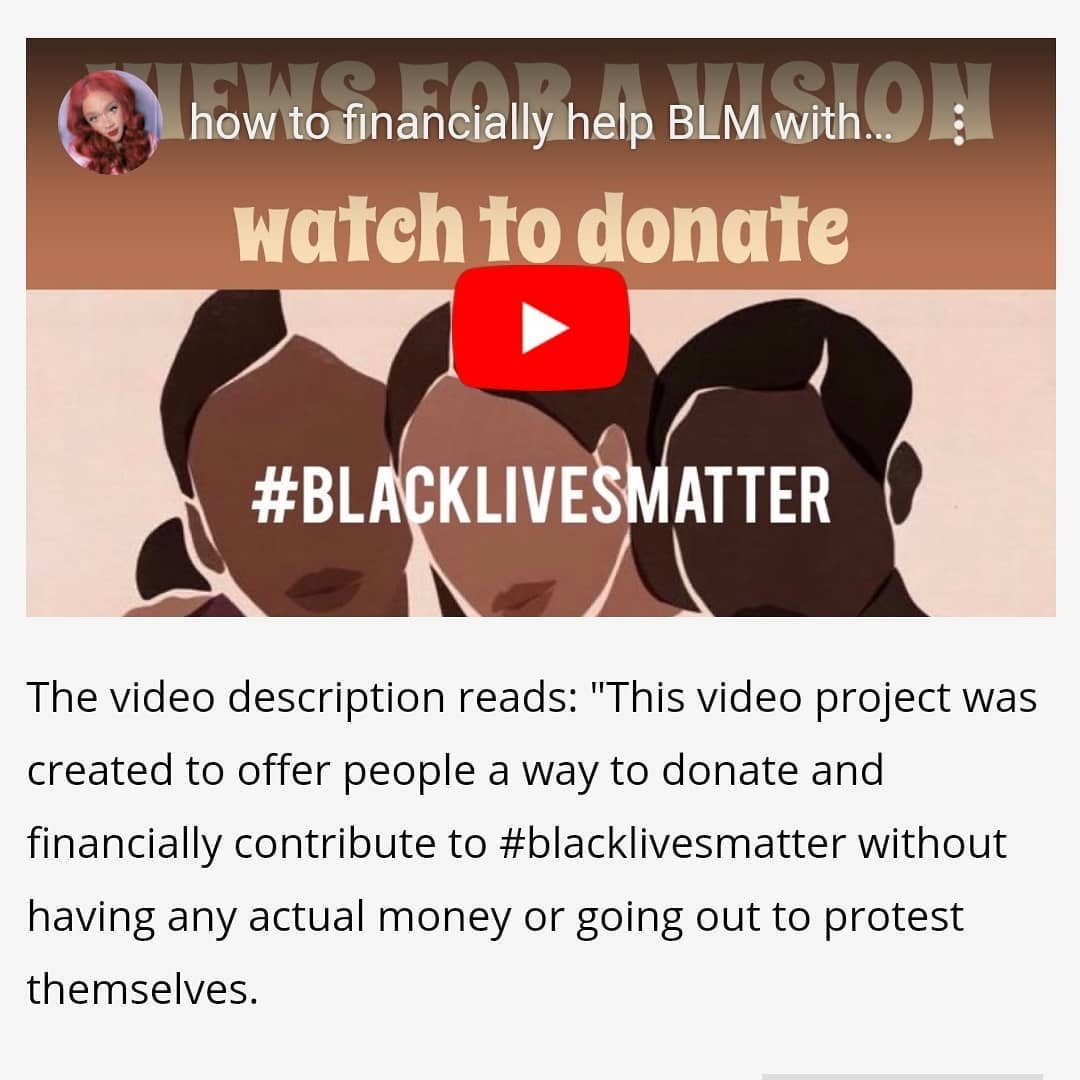 VIEWS FOR A VISION
how to financially help BLM with...
watch to donate
#BLACKLIVESMATTER
The video description reads: "This video project was
created to offer people a way to donate and
financially contribute to #blacklivesmatter without
having any actual money or going out to protest
themselves.